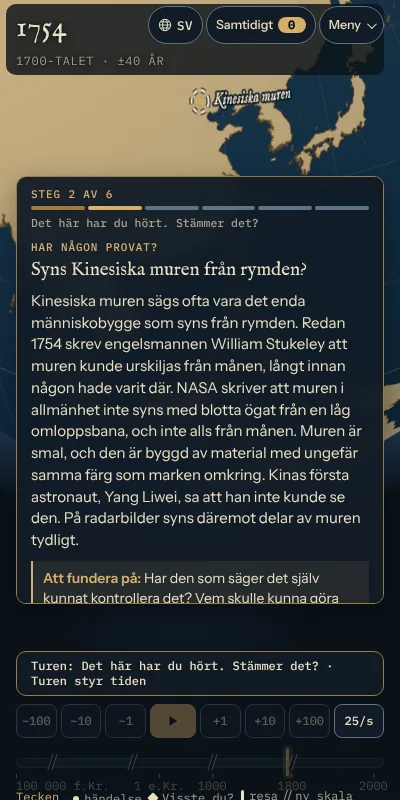 1754
SV
Samtidigt 0
Meny
1700-TALET · ±40 ÅR
Kinesiska muren
STEG 2 AV 6
Det här har du hört. Stämmer det?
HAR NÅGON PROVAT?
Syns Kinesiska muren från rymden?
Kinesiska muren sägs ofta vara det enda
människobygge som syns från rymden. Redan
1754 skrev engelsmannen William Stukeley att
muren kunde urskiljas från månen, långt innan
någon hade varit där. NASA skriver att muren i
allmänhet inte syns med blotta ögat från en låg
omloppsbana, och inte alls från månen. Muren är
smal, och den är byggd av material med ungefär
samma färg som marken omkring. Kinas första
astronaut, Yang Liwei, sa att han inte kunde se
den. På radarbilder syns däremot delar av muren
tydligt.
Att fundera på: Har den som säger det själv
kunnat kontrollera det? Vem skulle kunna göra
Turen: Det här har du hört. Stämmer det? ·
Turen styr tiden
−100 −10 −1 +1 +10 +100 25/s
100 000 f.Kr. 1 e.Kr. 1000 1800 2000
Tecken händelse Visste du? resa // ny skala